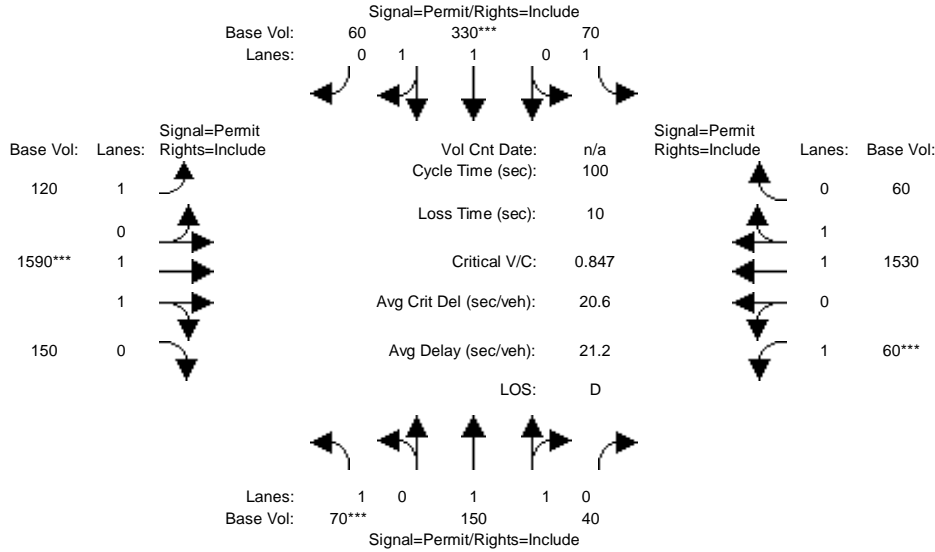 Signal=Permit/Rights=Include
Base Vol: 60 330*** 70
Lanes: 0 1 1 0 1
Signal=Permit
Rights=Include
Base Vol: Lanes:
120 1
0
1590*** 1
1
150 0
Vol Cnt Date: n/a
Cycle Time (sec): 100
Loss Time (sec): 10
Critical V/C: 0.847
Avg Crit Del (sec/veh): 20.6
Avg Delay (sec/veh): 21.2
LOS: D
Signal=Permit
Rights=Include
Lanes: Base Vol:
0 60
1
1 1530
0
1 60***
Lanes: 1 0 1 1 0
Base Vol: 70*** 150 40
Signal=Permit/Rights=Include